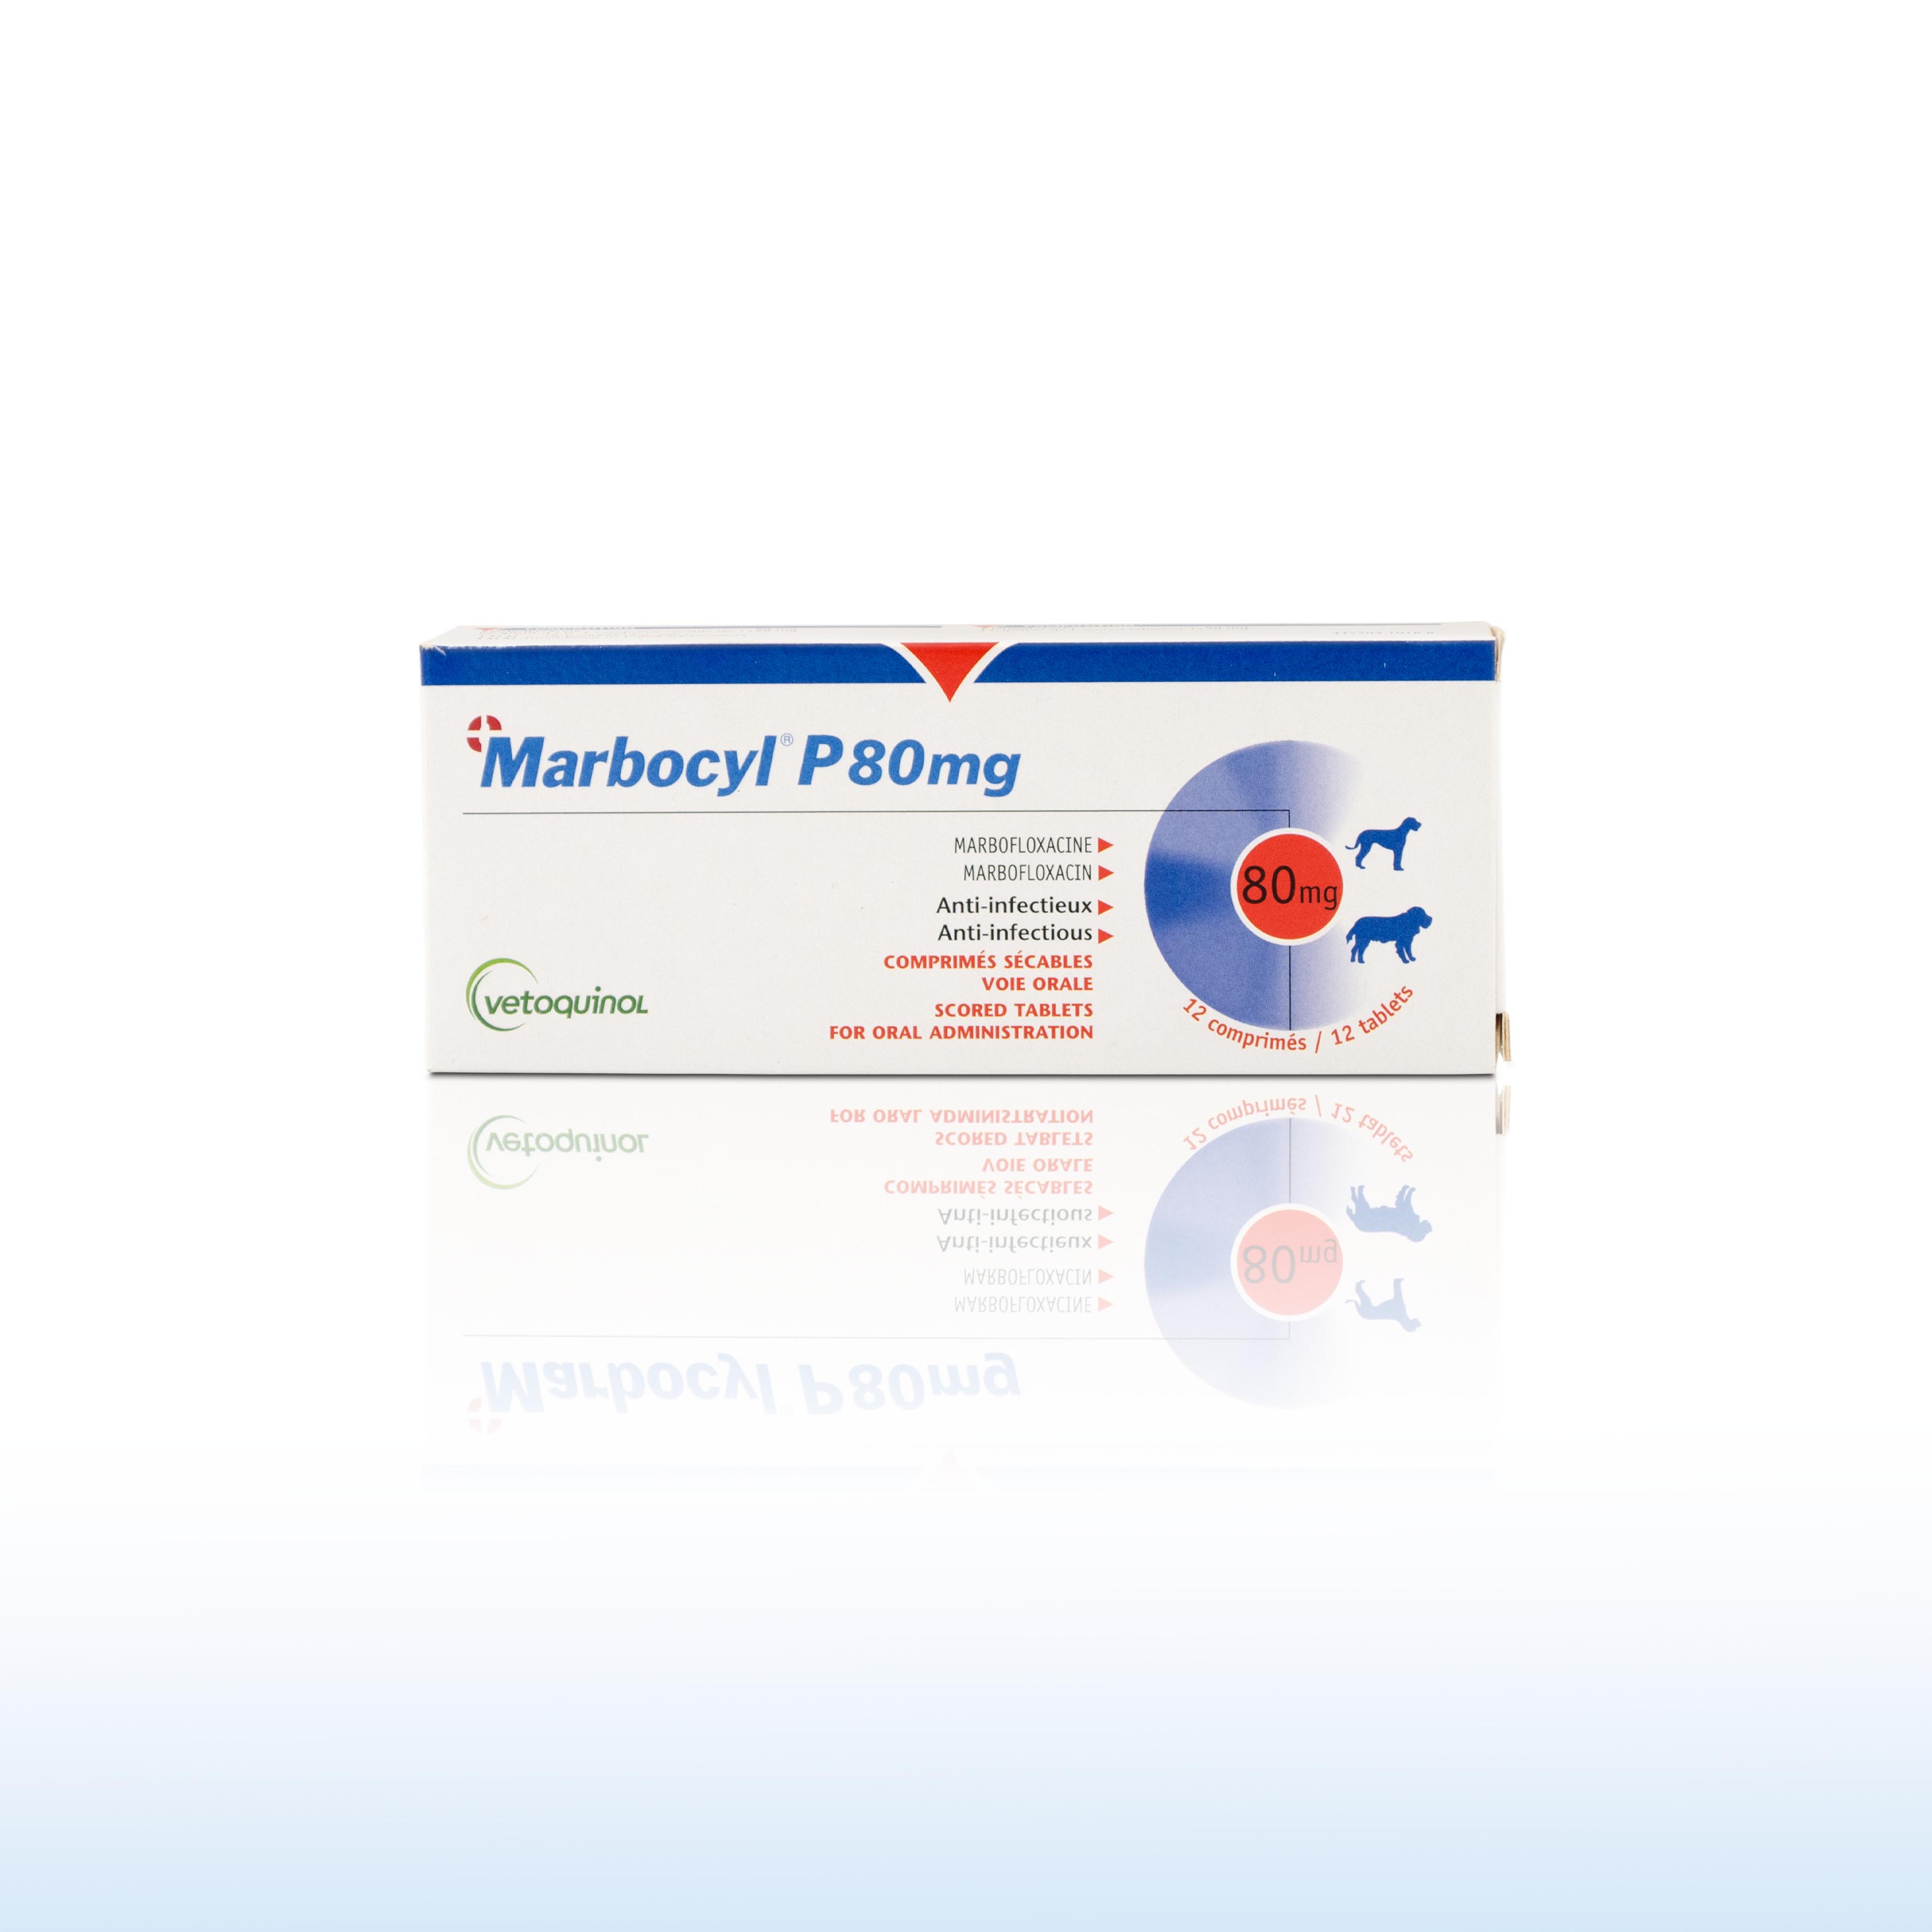 Marbocyl® P 80mg
MARBOFLOXACINE
MARBOFLOXACIN
Anti-infectieux
Anti-infectious
COMPRIMÉS SÉCABLES
VOIE ORALE
SCORED TABLETS
FOR ORAL ADMINISTRATION
vetoquinol
80mg
12 comprimés / 12 tablets